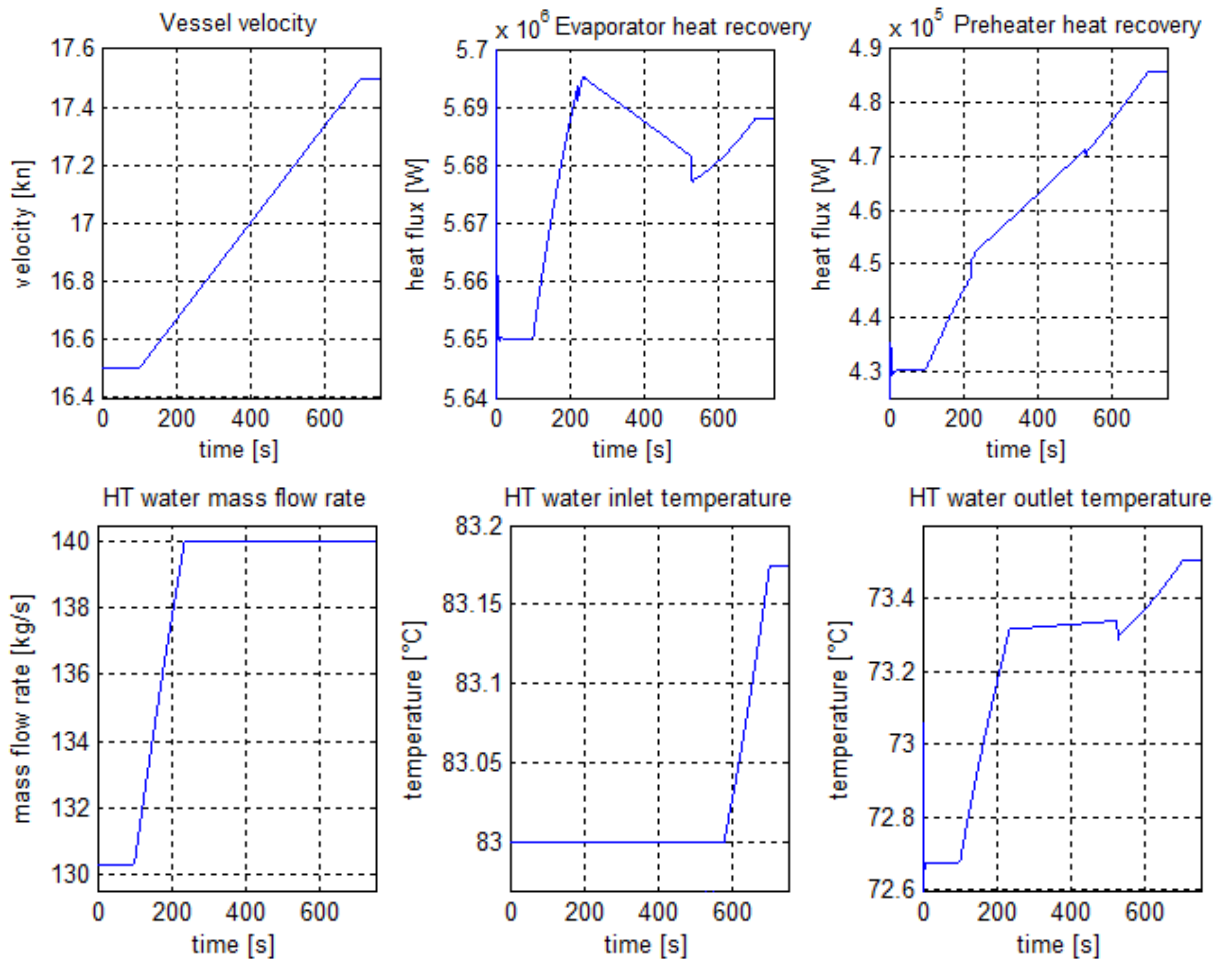 Vessel velocity
17.6
17.4
17.2
17
16.8
16.6
16.4
velocity [kn]
0 200 400 600
time [s]
x 10^6 Evaporator heat recovery
5.7
5.69
5.68
5.67
5.66
5.65
5.64
heat flux [W]
0 200 400 600
time [s]
x 10^5 Preheater heat recovery
4.9
4.8
4.7
4.6
4.5
4.4
4.3
heat flux [W]
0 200 400 600
time [s]
HT water mass flow rate
140
138
136
134
132
130
mass flow rate [kg/s]
0 200 400 600
time [s]
HT water inlet temperature
83.2
83.15
83.1
83.05
83
temperature [°C]
0 200 400 600
time [s]
HT water outlet temperature
73.4
73.2
73
72.8
72.6
temperature [°C]
0 200 400 600
time [s]